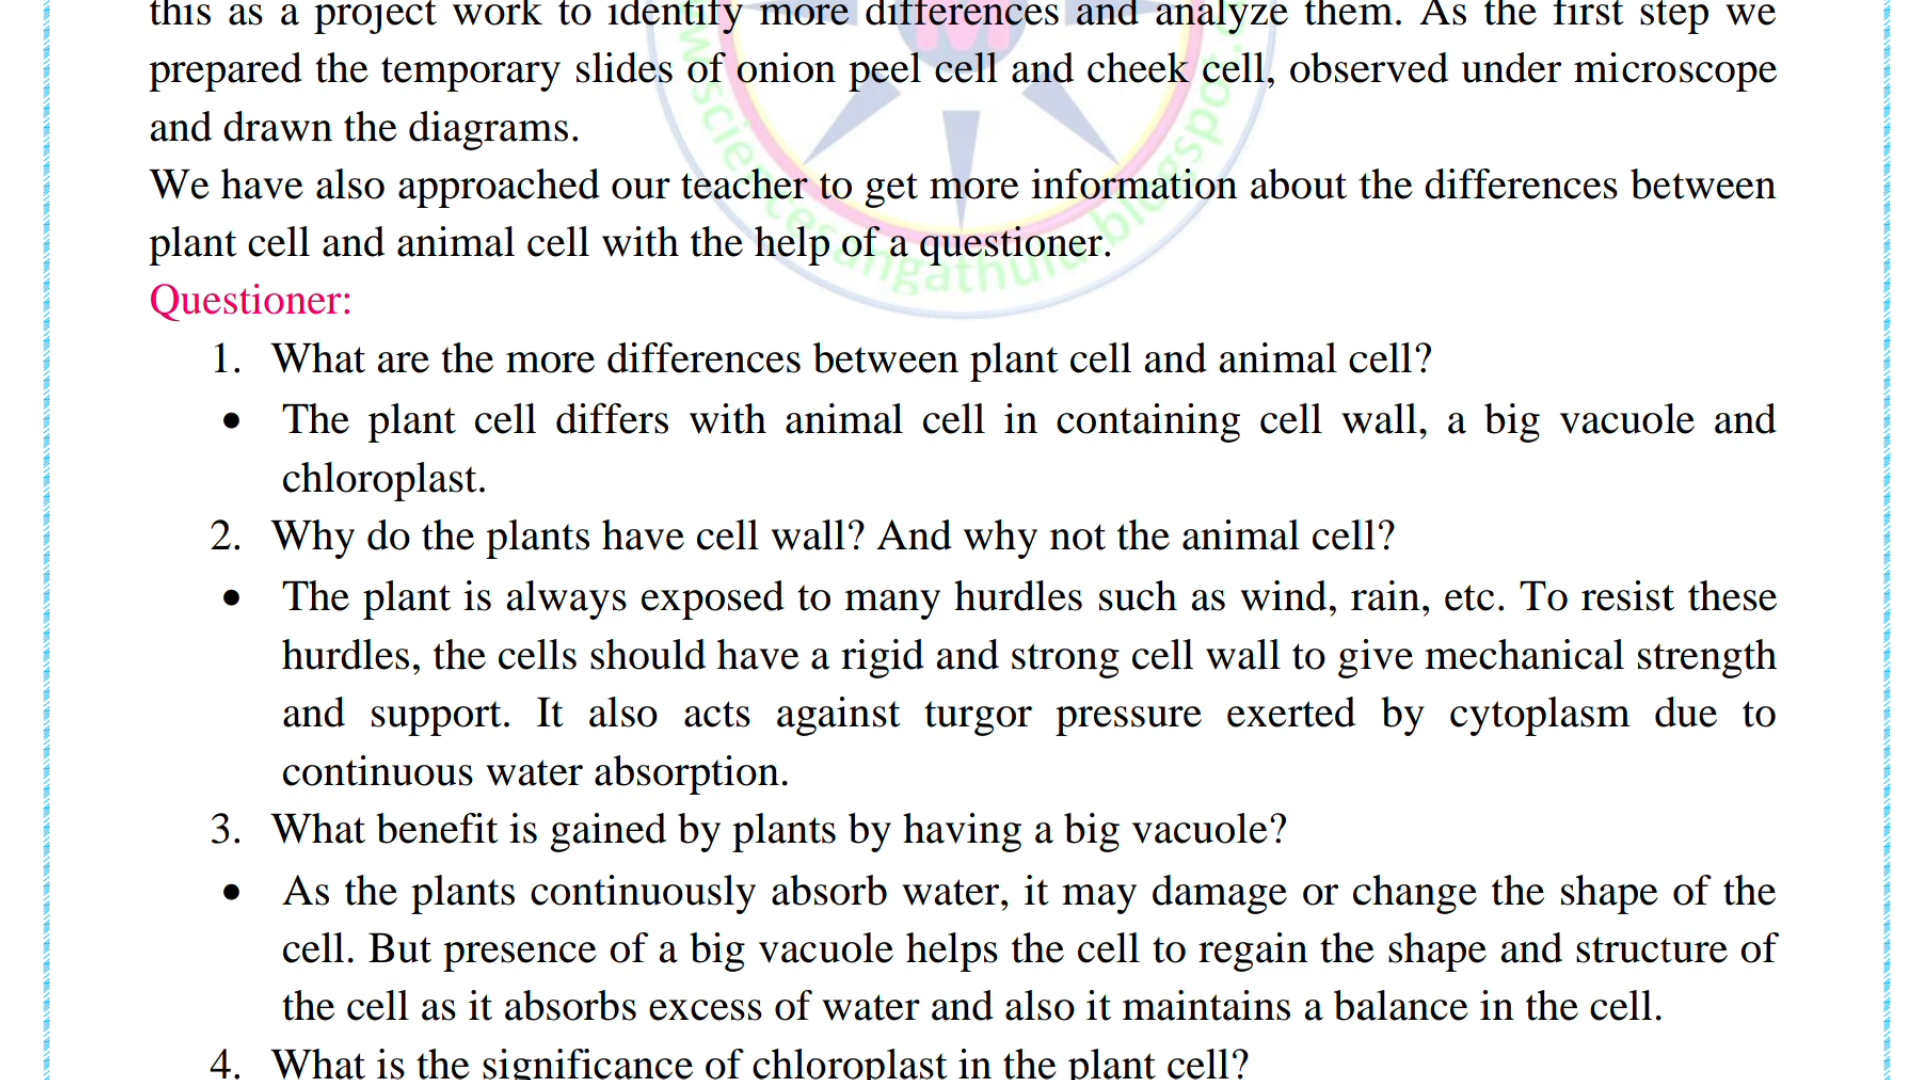 this as a project work to identify more differences and analyze them. As the first step we
prepared the temporary slides of onion peel cell and cheek cell, observed under microscope
and drawn the diagrams.
We have also approached our teacher to get more information about the differences between
plant cell and animal cell with the help of a questioner.
Questioner:
1. What are the more differences between plant cell and animal cell?
• The plant cell differs with animal cell in containing cell wall, a big vacuole and
chloroplast.
2. Why do the plants have cell wall? And why not the animal cell?
• The plant is always exposed to many hurdles such as wind, rain, etc. To resist these
hurdles, the cells should have a rigid and strong cell wall to give mechanical strength
and support. It also acts against turgor pressure exerted by cytoplasm due to
continuous water absorption.
3. What benefit is gained by plants by having a big vacuole?
• As the plants continuously absorb water, it may damage or change the shape of the
cell. But presence of a big vacuole helps the cell to regain the shape and structure of
the cell as it absorbs excess of water and also it maintains a balance in the cell.
4. What is the significance of chloroplast in the plant cell?